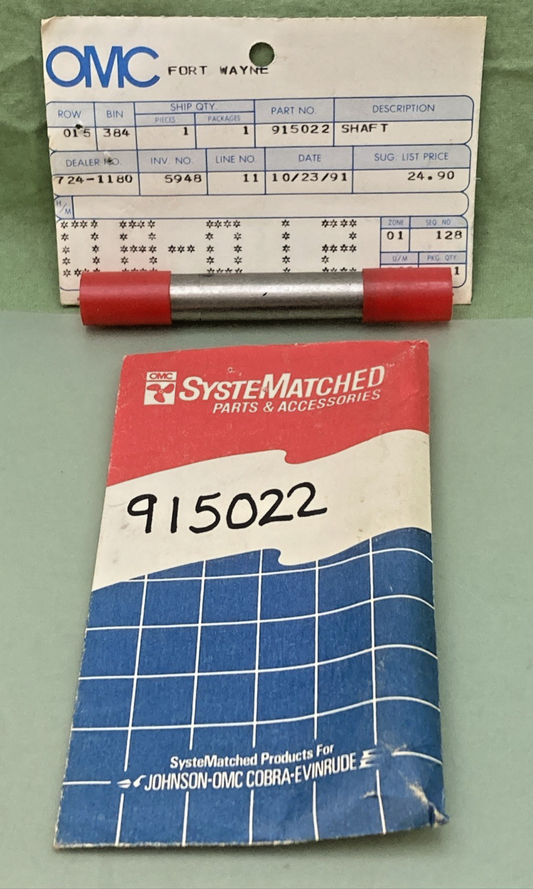 OMC FORT WAYNE
ROW BIN SHIP QTY. PART NO. DESCRIPTION
PIECES PACKAGES
015 384 1 1 915022 SHAFT
DEALER NO. INV. NO. LINE NO. DATE SUG. LIST PRICE
724-1180 5948 11 10/23/91 24.90
H/M
ZONE SEQ. NO.
01 128
U/M PKG. QTY.
1
OMC
SYSTEMATCHED
PARTS & ACCESSORIES
915022
SysteMatched Products For
JOHNSON-OMC COBRA-EVINRUDE